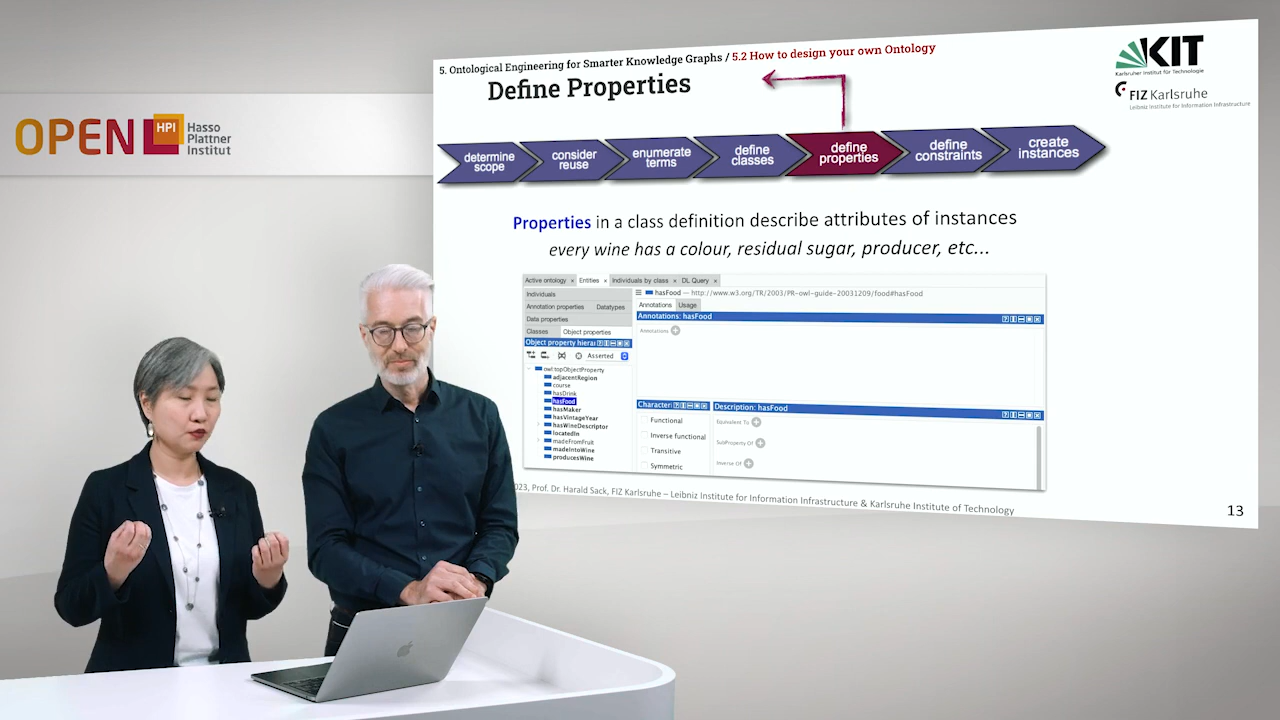 5. Ontological Engineering for Smarter Knowledge Graphs / 5.2 How to design your own Ontology
Define Properties
KIT
Karlsruher Institut für Technologie
FIZ Karlsruhe
Leibniz Institute for Information Infrastructure
OPEN HPI Hasso
Plattner
Institut
determine
scope
consider
reuse
enumerate
terms
define
classes
define
properties
define
constraints
create
instances
Properties in a class definition describe attributes of instances
every wine has a colour, residual sugar, producer, etc...
Active ontology × Entities × Individuals by class × DL Query ×
Individuals
Annotation properties Datatypes
Data properties
Classes Object properties
Object property hierar
Asserted
owl:topObjectProperty
adjacentRegion
course
hasDrink
hasFood
hasMaker
hasVintageYear
hasWineDescriptor
locatedIn
madeFromFruit
madeIntoWine
producesWine
hasFood — http://www.w3.org/TR/2003/PR-owl-guide-20031209/food#hasFood
Annotations Usage
Annotations: hasFood
Annotations
Character
Functional
Inverse functional
Transitive
Symmetric
Description: hasFood
Equivalent To
SubProperty Of
Inverse Of
023, Prof. Dr. Harald Sack, FIZ Karlsruhe – Leibniz Institute for Information Infrastructure & Karlsruhe Institute of Technology
13